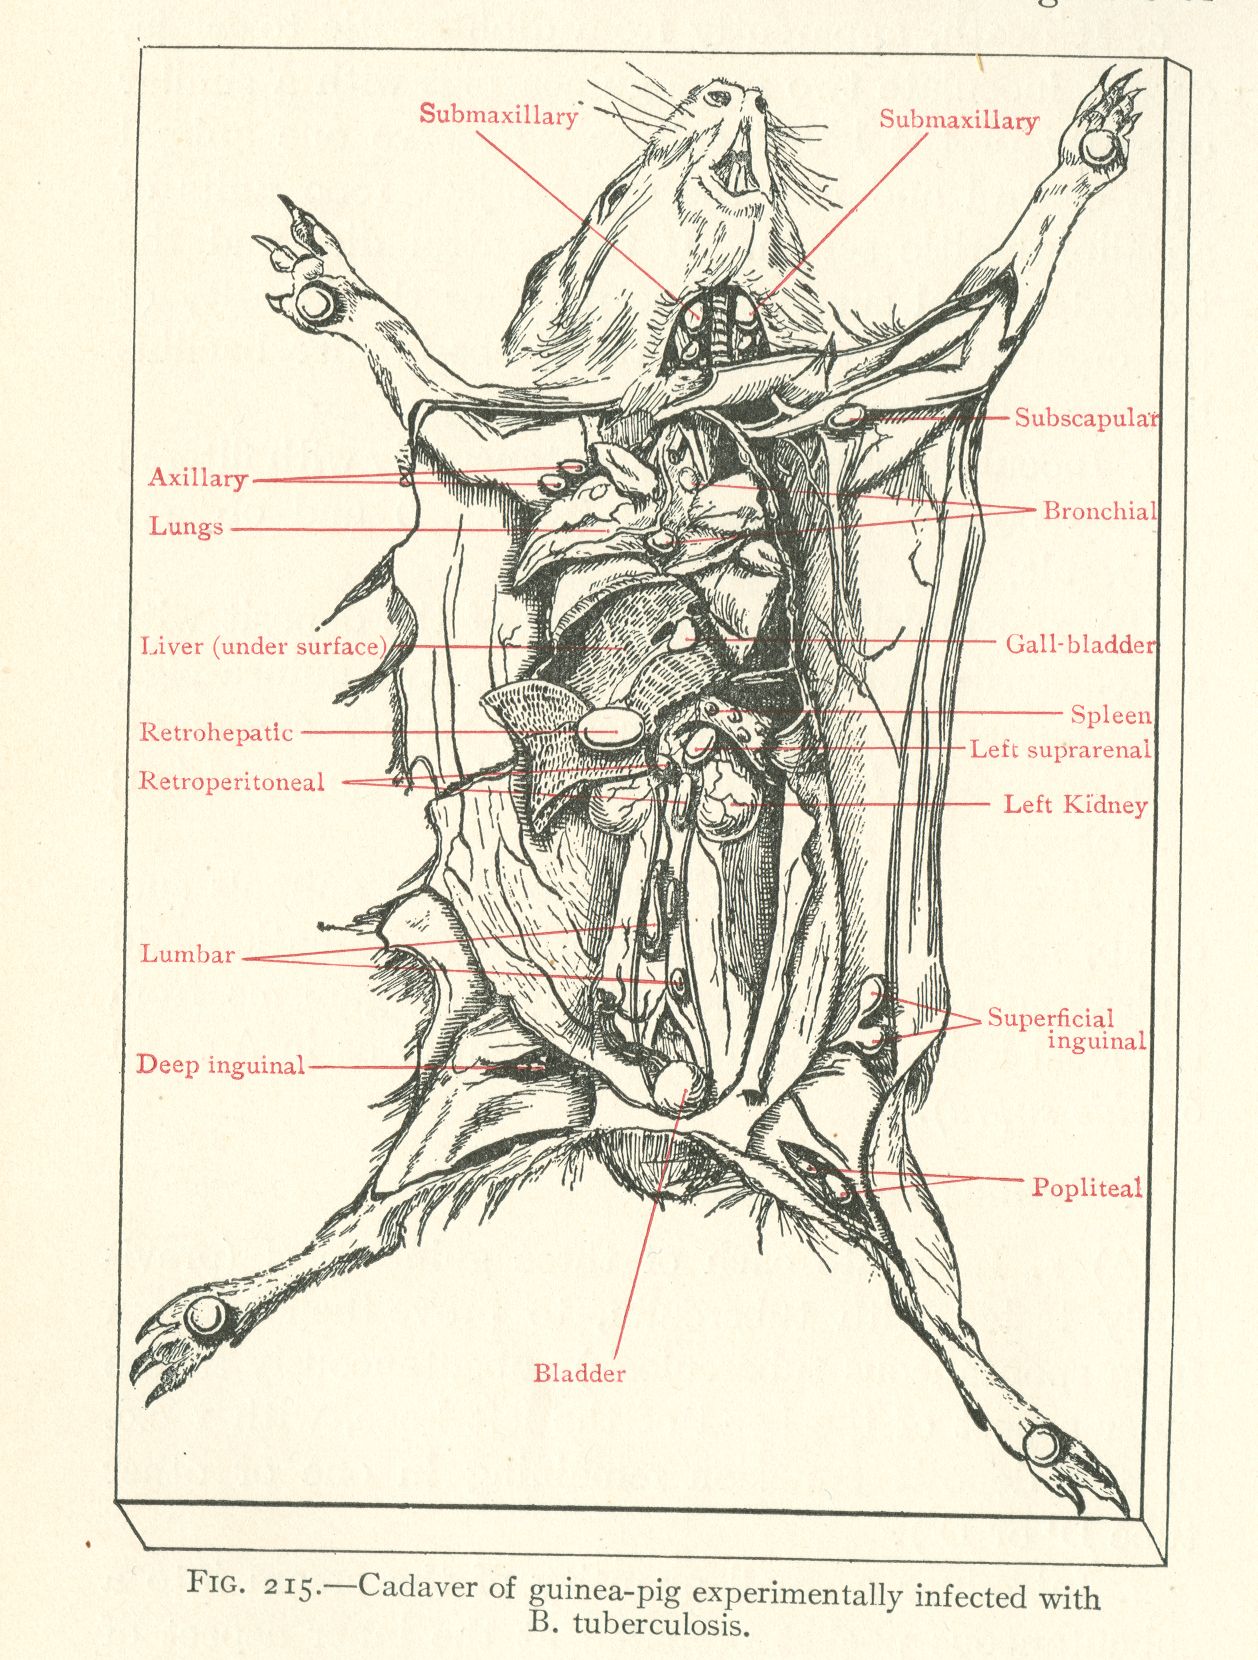 Submaxillary
Submaxillary
Subscapular
Axillary
Lungs
Bronchial
Liver (under surface)
Gall-bladder
Spleen
Retrohepatic
Left suprarenal
Retroperitoneal
Left Kidney
Lumbar
Superficial
inguinal
Deep inguinal
Popliteal
Bladder
FIG. 215.—Cadaver of guinea-pig experimentally infected with
B. tuberculosis.